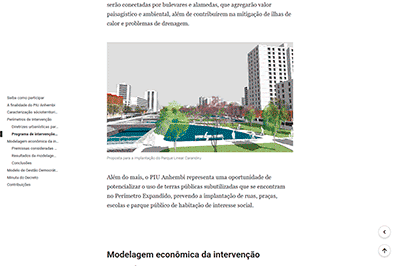 serão conectadas por bulevares e alamedas, que agregarão valor
paisagístico e ambiental, além de contribuírem na mitigação de ilhas de
calor e problemas de drenagem.
Saiba como participar
A finalidade do PIU Anhembi
Caracterização socioterritori...
Perímetros de intervenção
Diretrizes urbanísticas par...
Programa de intervenção...
Modelagem econômica da in...
Premissas consideradas ...
Resultados da modelage...
Conclusões
Modelo de Gestão Democrát...
Minuta do Decreto
Contribuições
Proposta para a implantação do Parque Linear Carandiru
Além do mais, o PIU Anhembi representa uma oportunidade de
potencializar o uso de terras públicas subutilizadas que se encontram
no Perímetro Expandido, prevendo a implantação de ruas, praças,
escolas e parque público de habitação de interesse social.
Modelagem econômica da intervenção